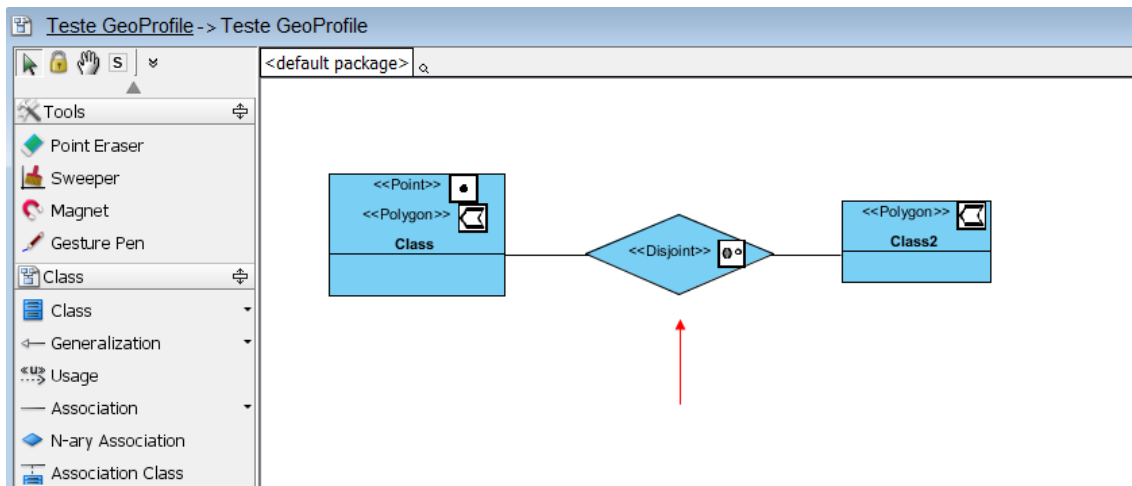 Teste GeoProfile -> Teste GeoProfile
S
<default package>
Tools
Point Eraser
Sweeper
Magnet
Gesture Pen
Class
Class
Generalization
<<U>> Usage
Association
N-ary Association
Association Class
<<Point>>
<<Polygon>>
Class
<<Disjoint>>
<<Polygon>>
Class2